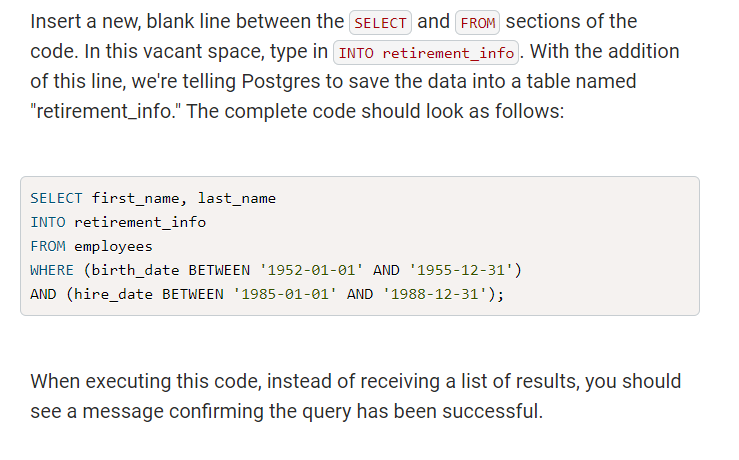 Insert a new, blank line between the SELECT and FROM sections of the
code. In this vacant space, type in INTO retirement_info. With the addition
of this line, we're telling Postgres to save the data into a table named
"retirement_info." The complete code should look as follows:
SELECT first_name, last_name
INTO retirement_info
FROM employees
WHERE (birth_date BETWEEN '1952-01-01' AND '1955-12-31')
AND (hire_date BETWEEN '1985-01-01' AND '1988-12-31');
When executing this code, instead of receiving a list of results, you should
see a message confirming the query has been successful.